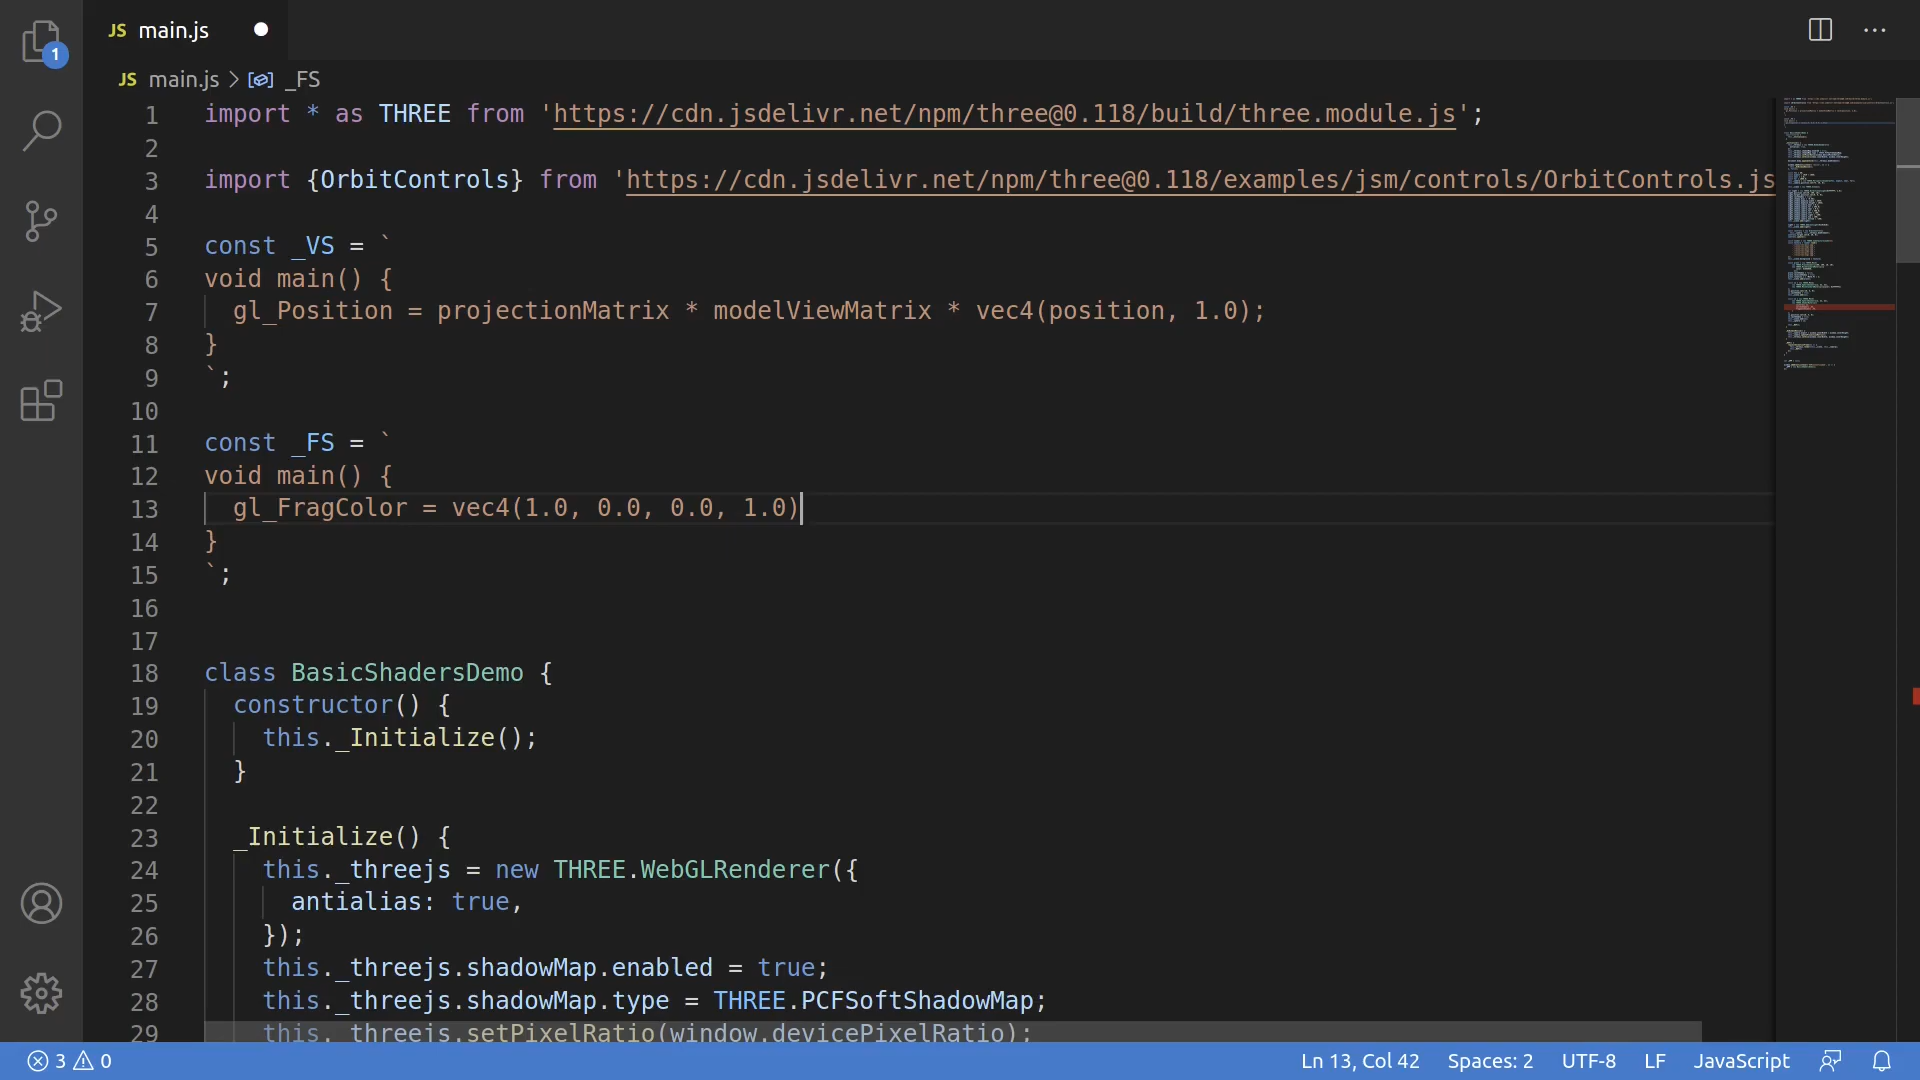 1
JS main.js
JS main.js > _FS
1 import * as THREE from 'https://cdn.jsdelivr.net/npm/three@0.118/build/three.module.js';
2
3 import {OrbitControls} from 'https://cdn.jsdelivr.net/npm/three@0.118/examples/jsm/controls/OrbitControls.js
4
5 const _VS = `
6 void main() {
7   gl_Position = projectionMatrix * modelViewMatrix * vec4(position, 1.0);
8 }
9 `;
10
11 const _FS = `
12 void main() {
13   gl_FragColor = vec4(1.0, 0.0, 0.0, 1.0)
14 }
15 `;
16
17
18 class BasicShadersDemo {
19   constructor() {
20     this._Initialize();
21   }
22
23   _Initialize() {
24     this._threejs = new THREE.WebGLRenderer({
25       antialias: true,
26     });
27     this._threejs.shadowMap.enabled = true;
28     this._threejs.shadowMap.type = THREE.PCFSoftShadowMap;
29     this._threejs.setPixelRatio(window.devicePixelRatio);
3 0 Ln 13, Col 42 Spaces: 2 UTF-8 LF JavaScript